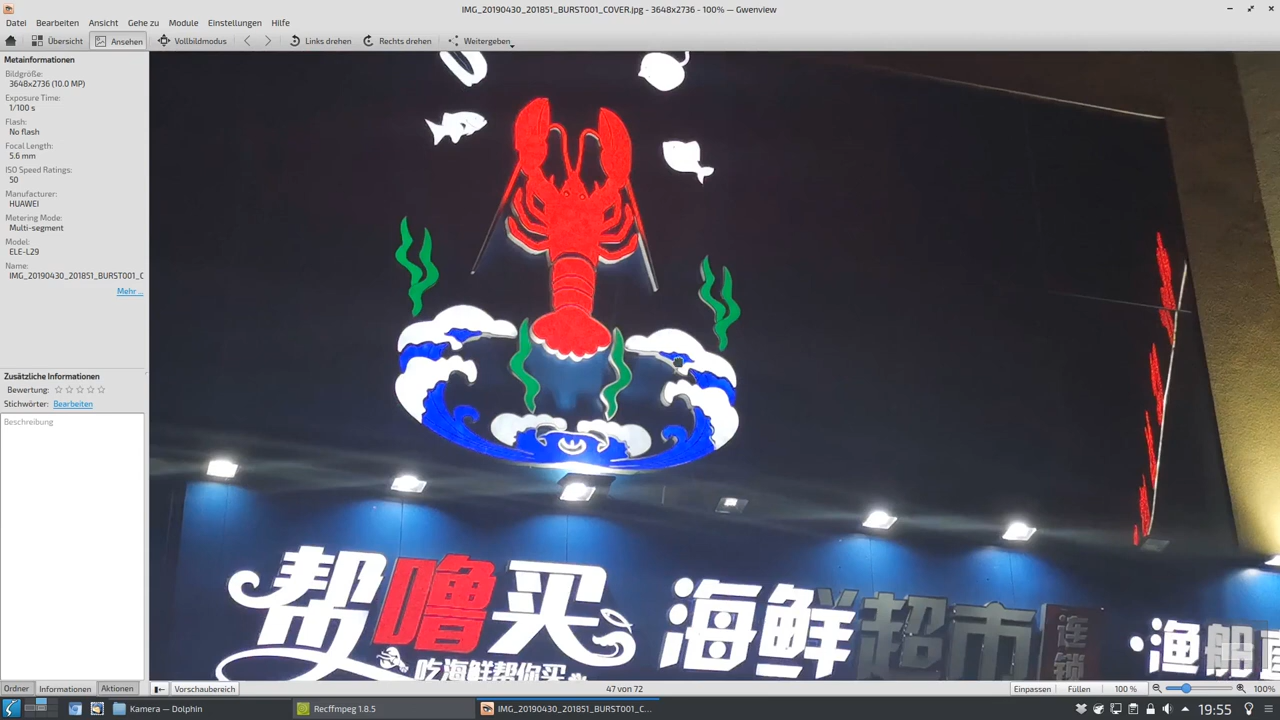 IMG_20190430_201851_BURST001_COVER.jpg - 3648x2736 - 100% — Gwenview
Datei Bearbeiten Ansicht Gehe zu Module Einstellungen Hilfe
Übersicht Ansehen Vollbildmodus Links drehen Rechts drehen Weitergeben
Metainformationen
Bildgröße:
3648x2736 (10.0 MP)
Exposure Time:
1/100 s
Flash:
No flash
Focal Length:
5.6 mm
ISO Speed Ratings:
50
Manufacturer:
HUAWEI
Metering Mode:
Multi-segment
Model:
ELE-L29
Name:
IMG_20190430_201851_BURST001_C
Mehr ...
Zusätzliche Informationen
Bewertung:
Stichwörter: Bearbeiten
Beschreibung
帮噜买 海鲜超市 连锁 渔船
吃海鲜帮你买
Ordner Informationen Aktionen Vorschaubereich 47 von 72 Einpassen Füllen 100 % 100%
Kamera — Dolphin Recffmpeg 1.8.5 IMG_20190430_201851_BURST001_C... 19:55